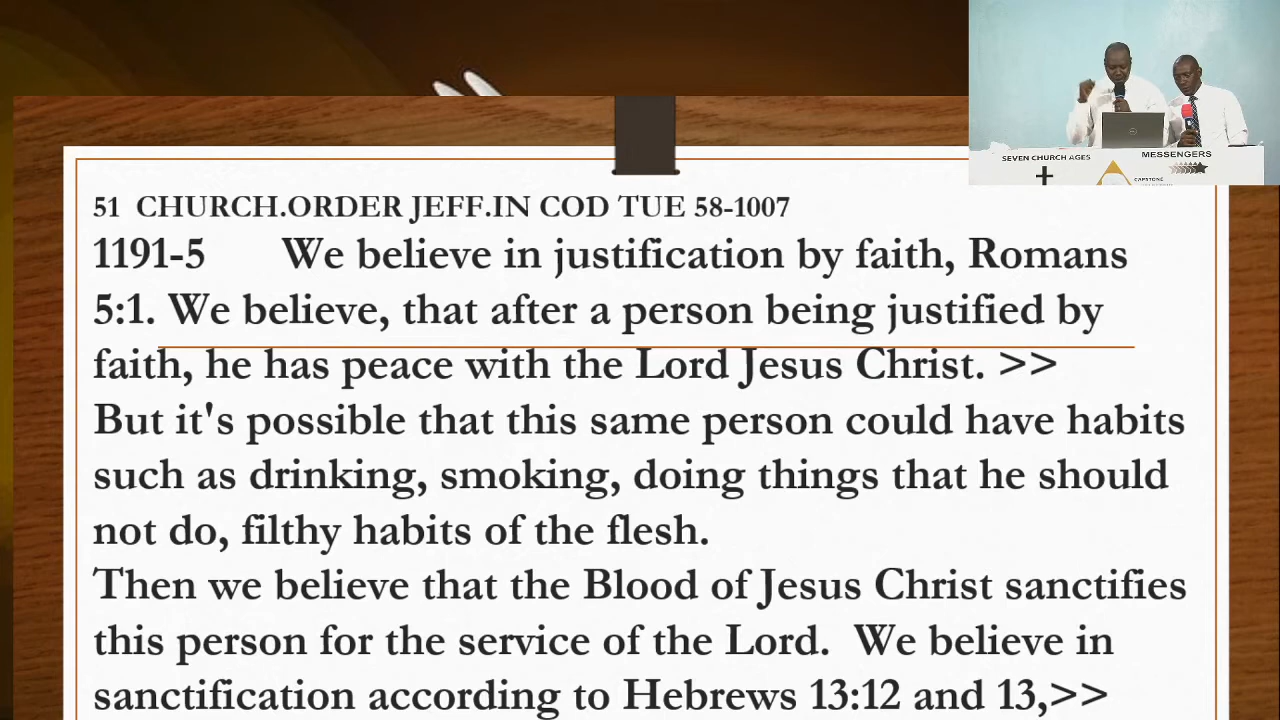 51 CHURCH.ORDER JEFF.IN COD TUE 58-1007
1191-5 We believe in justification by faith, Romans
5:1. We believe, that after a person being justified by
faith, he has peace with the Lord Jesus Christ. >>
But it's possible that this same person could have habits
such as drinking, smoking, doing things that he should
not do, filthy habits of the flesh.
Then we believe that the Blood of Jesus Christ sanctifies
this person for the service of the Lord. We believe in
sanctification according to Hebrews 13:12 and 13,>>
SEVEN CHURCH AGES
MESSENGERS
CAPSTONE